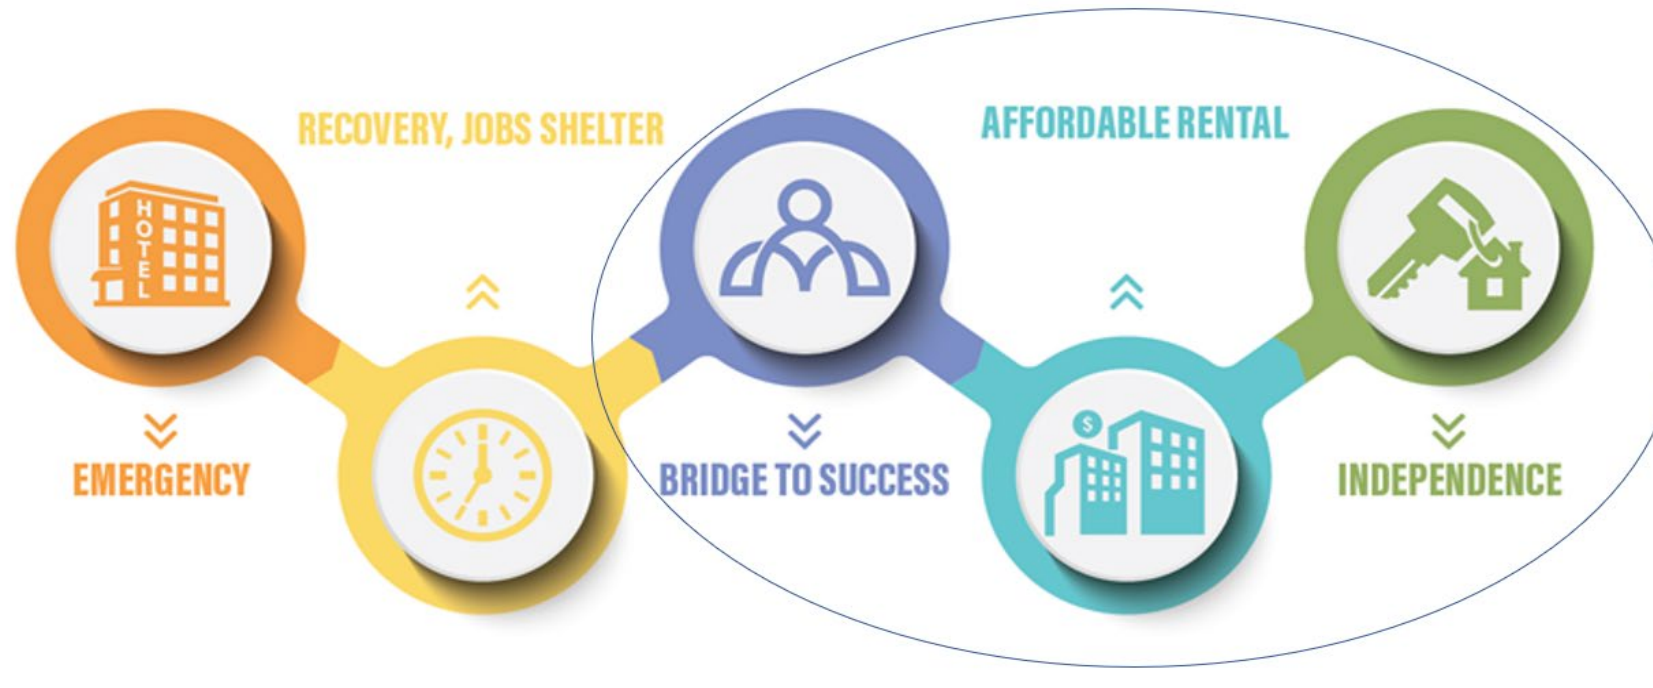 RECOVERY, JOBS SHELTER
AFFORDABLE RENTAL
HOTEL
$
EMERGENCY
BRIDGE TO SUCCESS
INDEPENDENCE